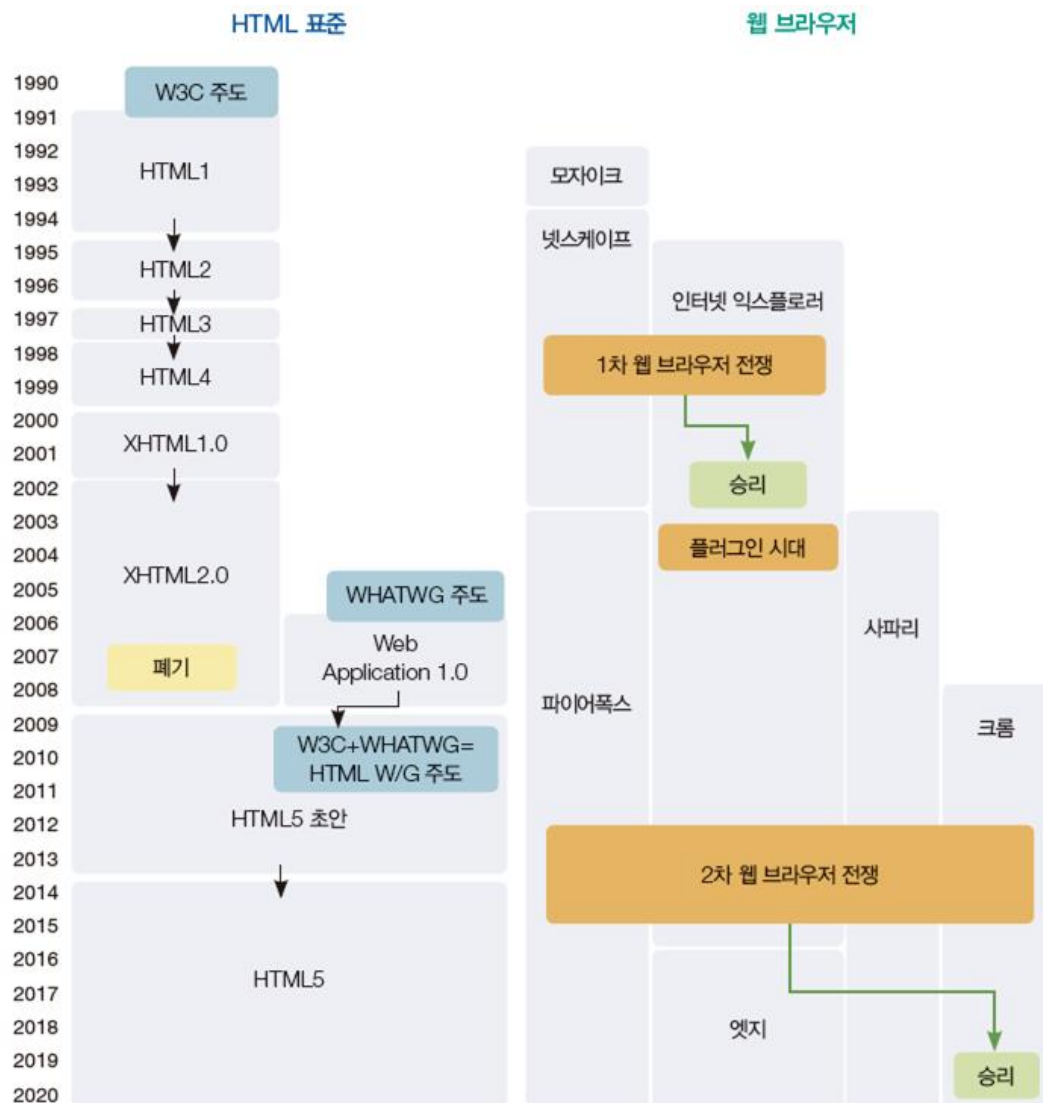 HTML 표준
웹 브라우저
1990
1991
1992
1993
1994
1995
1996
1997
1998
1999
2000
2001
2002
2003
2004
2005
2006
2007
2008
2009
2010
2011
2012
2013
2014
2015
2016
2017
2018
2019
2020
W3C 주도
HTML1
HTML2
HTML3
HTML4
XHTML1.0
XHTML2.0
폐기
WHATWG 주도
Web
Application 1.0
W3C+WHATWG=
HTML W/G 주도
HTML5 초안
HTML5
모자이크
넷스케이프
인터넷 익스플로러
1차 웹 브라우저 전쟁
승리
플러그인 시대
사파리
파이어폭스
크롬
2차 웹 브라우저 전쟁
엣지
승리